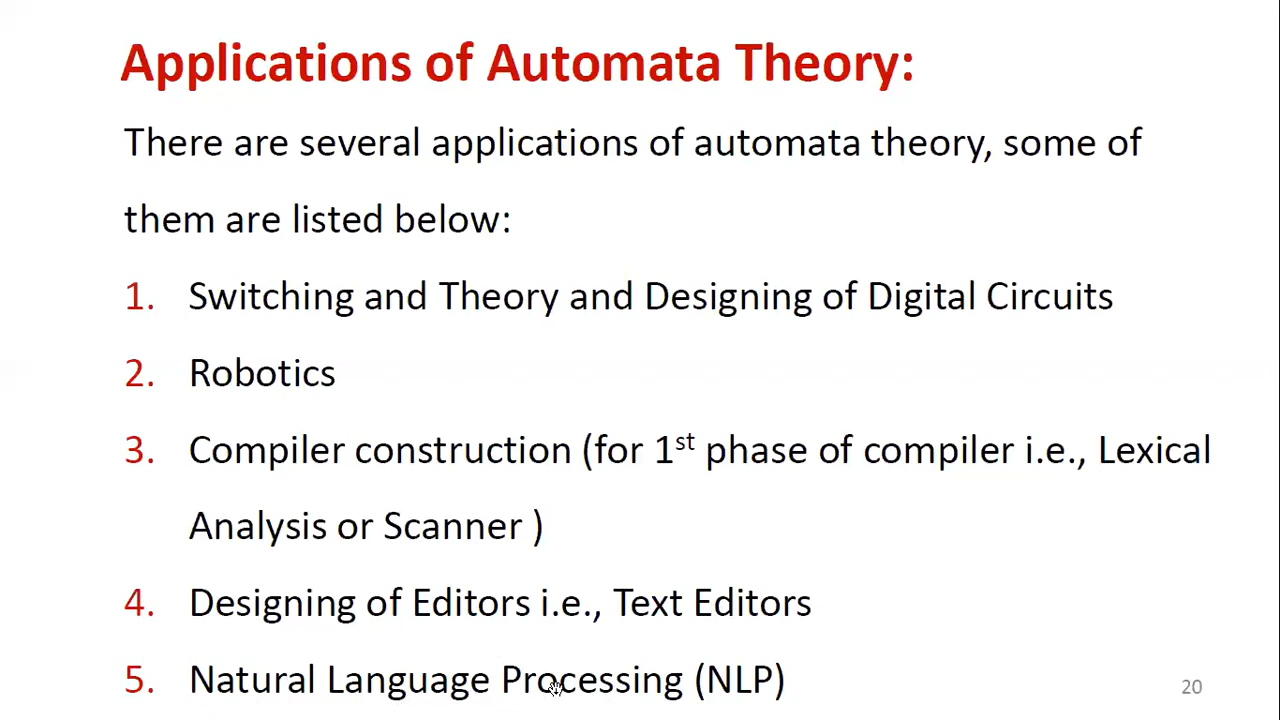 Applications of Automata Theory:
There are several applications of automata theory, some of
them are listed below:
1. Switching and Theory and Designing of Digital Circuits
2. Robotics
3. Compiler construction (for 1st phase of compiler i.e., Lexical
Analysis or Scanner )
4. Designing of Editors i.e., Text Editors
5. Natural Language Processing (NLP)
20